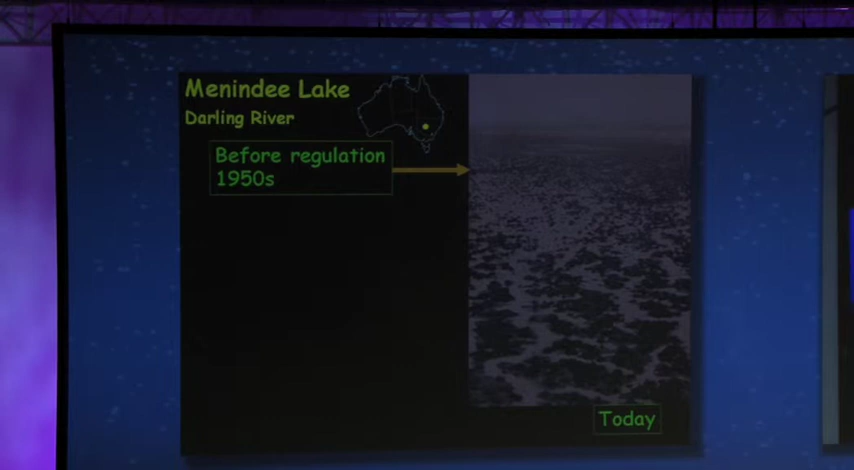 Menindee Lake
Darling River
Before regulation
1950s
Today